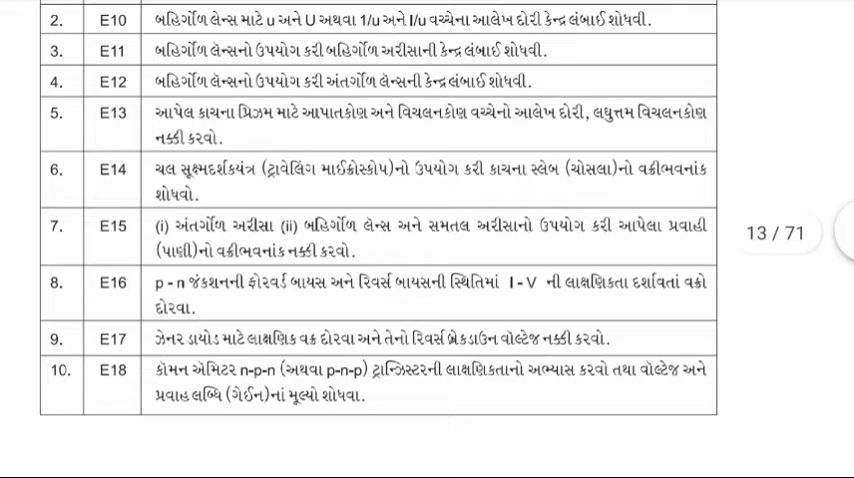 2. E10 બહિર્ગોળ લેન્સ માટે u અને U અથવા 1/u અને I/u વચ્ચેના આલેખ દોરી કેન્દ્ર લંબાઈ શોધવી.
3. E11 બહિર્ગોળ લૅન્સનો ઉપયોગ કરી બહિર્ગોળ અરીસાની કેન્દ્ર લંબાઈ શોધવી.
4. E12 બહિર્ગોળ લૅન્સનો ઉપયોગ કરી અંતર્ગોળ લૅન્સની કેન્દ્રલંબાઈ શોધવી.
5. E13 આપેલ કાચના પ્રિઝમ માટે આપાતકોણ અને વિચલનકોણ વચ્ચેનો આલેખ દોરી, લઘુત્તમ વિચલનકોણ
નક્કી કરવો.
6. E14 ચલ સૂક્ષ્મદર્શકયંત્ર (ટ્રાવેલિંગ માઈક્રોસ્કોપ)નો ઉપયોગ કરી કાચના સ્લેબ (ચોસલા)નો વક્રીભવનાંક
શોધવો.
7. E15 (i) અંતર્ગોળ અરીસા (ii) બહિર્ગોળ લૅન્સ અને સમતલ અરીસાનો ઉપયોગ કરી આપેલા પ્રવાહી
(પાણી)નો વક્રીભવનાંક નક્કી કરવો.
13 / 71
8. E16 p - n જંકશનની ફોરવર્ડ બાયસ અને રિવર્સ બાયસની સ્થિતિમાં I - V ની લાક્ષણિકતા દર્શાવતાં વક્રો
દોરવા.
9. E17 ઝેનર ડાયોડ માટે લાક્ષણિક વક્ર દોરવા અને તેનો રિવર્સ બ્રેકડાઉન વૉલ્ટેજ નક્કી કરવો.
10. E18 કૉમન ઍમિટર n-p-n (અથવા p-n-p) ટ્રાન્ઝિસ્ટરની લાક્ષણિકતાનો અભ્યાસ કરવો તથા વૉલ્ટેજ અને
પ્રવાહ લબ્ધિ (ગેઈન)નાં મૂલ્યો શોધવા.